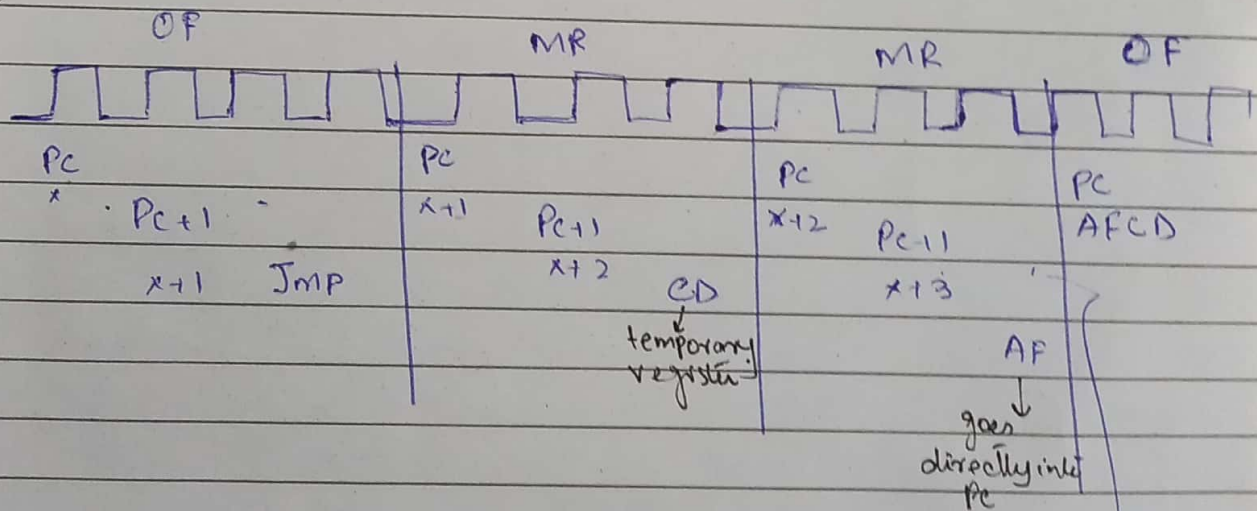 OF MR MR OF
PC PC PC PC
x Pc+1 x+1 Pc+1 x+2 Pc+1 AFCD
x+1 JMP x+2 CD x+3
temporary AF
register
goes
directly into
PC